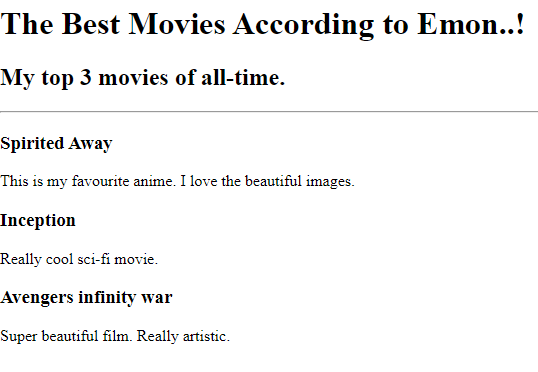 The Best Movies According to Emon..!
My top 3 movies of all-time.
Spirited Away
This is my favourite anime. I love the beautiful images.
Inception
Really cool sci-fi movie.
Avengers infinity war
Super beautiful film. Really artistic.